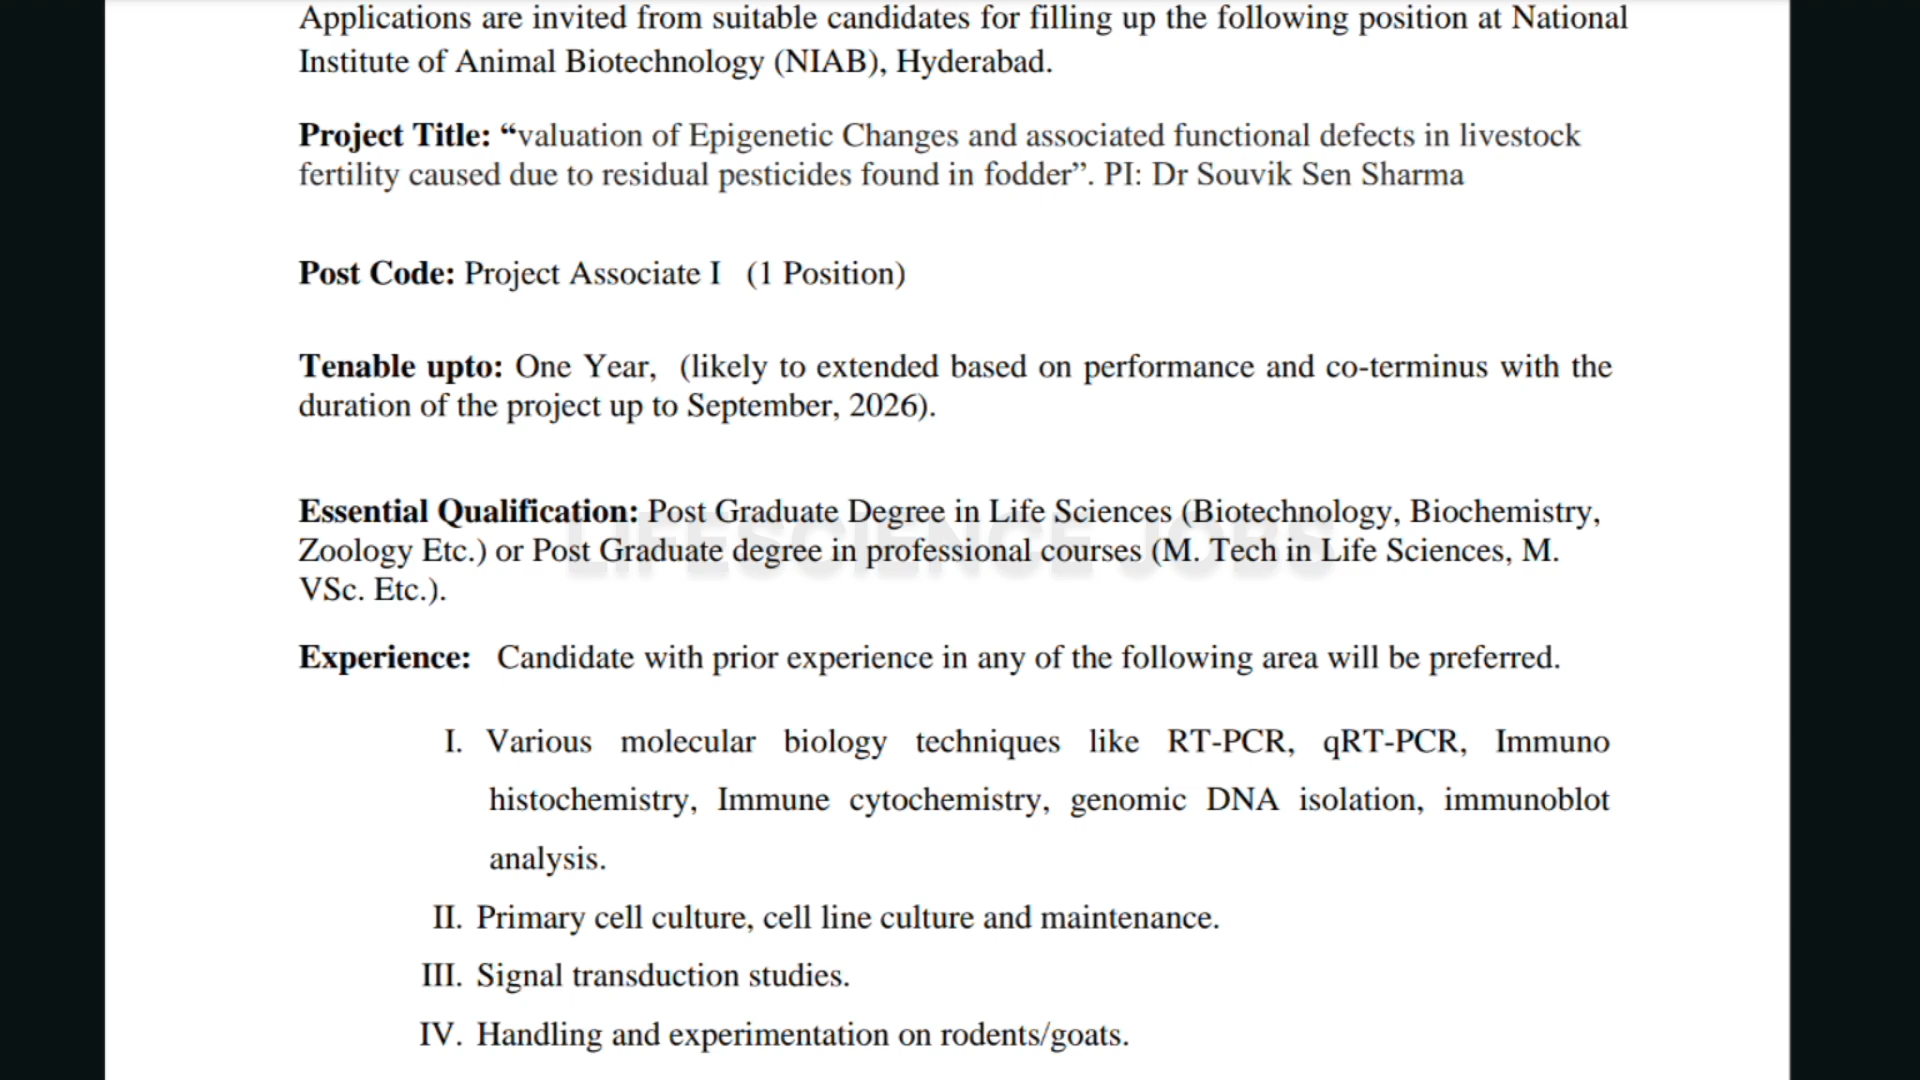 Applications are invited from suitable candidates for filling up the following position at National
Institute of Animal Biotechnology (NIAB), Hyderabad.
Project Title: “valuation of Epigenetic Changes and associated functional defects in livestock
fertility caused due to residual pesticides found in fodder”. PI: Dr Souvik Sen Sharma
Post Code: Project Associate I (1 Position)
Tenable upto: One Year, (likely to extended based on performance and co-terminus with the
duration of the project up to September, 2026).
Essential Qualification: Post Graduate Degree in Life Sciences (Biotechnology, Biochemistry,
LIFESCIENCE JOBS
Zoology Etc.) or Post Graduate degree in professional courses (M. Tech in Life Sciences, M.
VSc. Etc.).
Experience: Candidate with prior experience in any of the following area will be preferred.
I. Various molecular biology techniques like RT-PCR, qRT-PCR, Immuno
histochemistry, Immune cytochemistry, genomic DNA isolation, immunoblot
analysis.
II. Primary cell culture, cell line culture and maintenance.
III. Signal transduction studies.
IV. Handling and experimentation on rodents/goats.